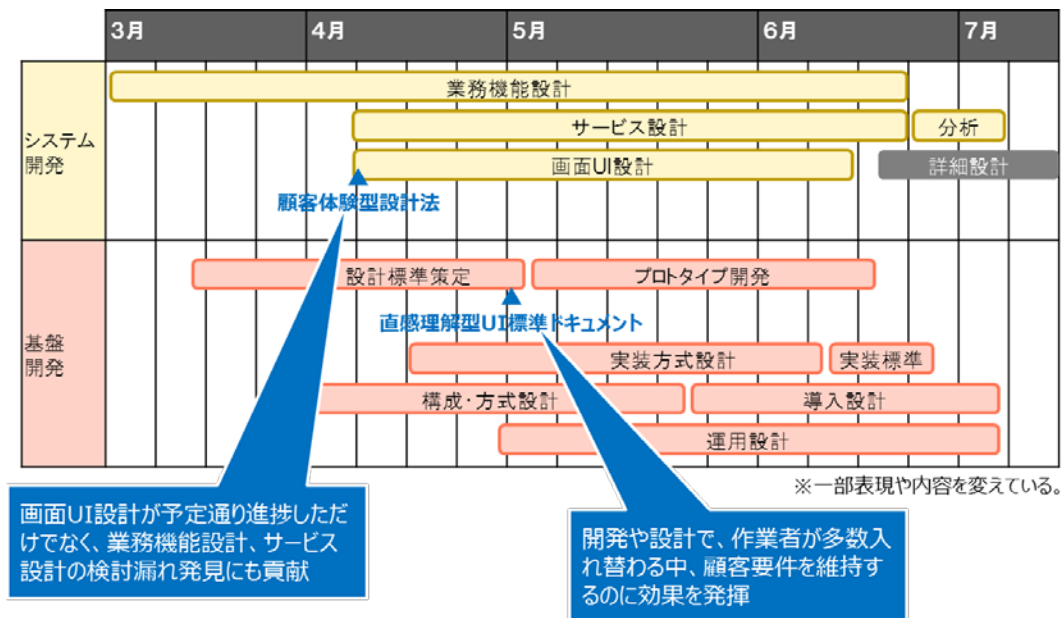 3月 4月 5月 6月 7月
システム
開発
業務機能設計
サービス設計 分析
画面UI設計 詳細設計
顧客体験型設計法
基盤
開発
設計標準策定 プロトタイプ開発
直感理解型UI標準ドキュメント
実装方式設計 実装標準
構成・方式設計 導入設計
運用設計
※一部表現や内容を変えている。
画面UI設計が予定通り進捗しただ
けでなく、業務機能設計、サービス
設計の検討漏れ発見にも貢献
開発や設計で、作業者が多数入
れ替わる中、顧客要件を維持す
るのに効果を発揮